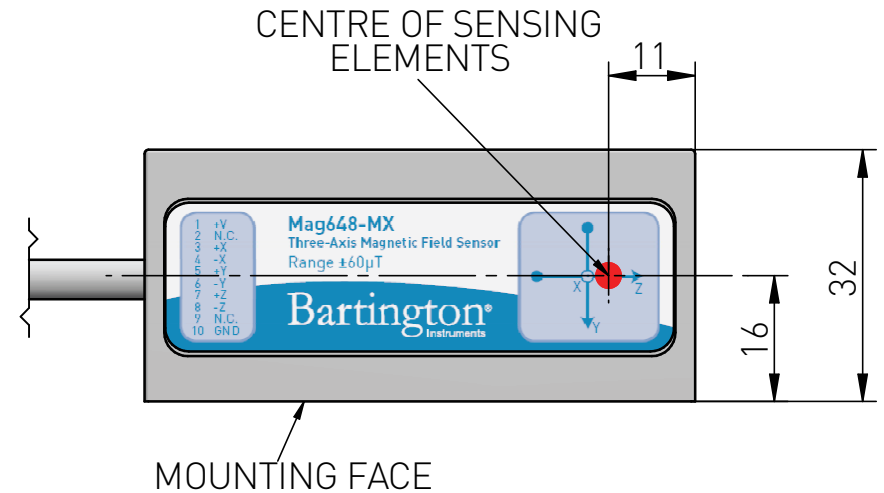 CENTRE OF SENSING
ELEMENTS
11
1 +V
2 N.C.
3 +X
4 -X
5 +Y
6 -Y
7 +Z
8 -Z
9 N.C.
10 GND
Mag648-MX
Three-Axis Magnetic Field Sensor
Range ±60µT
Bartington®
Instruments
X
Z
Y
16
32
MOUNTING FACE